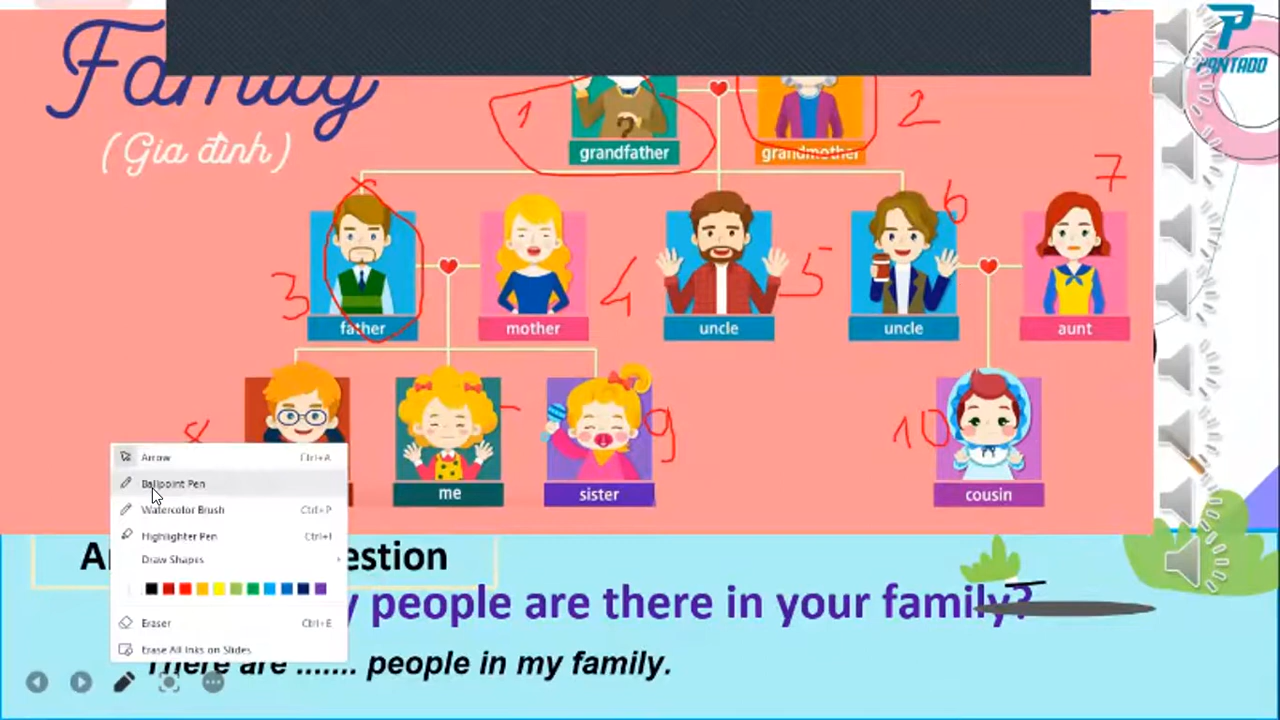 Family
(Gia đình)
PANTADO
1
2
grandfather
grandmother
7
6
3
4
5
father
mother
uncle
uncle
aunt
8
9
10
me
sister
cousin
Arrow Ctrl+A
Ballpoint Pen
Watercolor Brush Ctrl+P
Highlighter Pen Ctrl+I
Draw Shapes
Eraser Ctrl+E
Erase All Inks on Slides
people are there in your family?
There are ....... people in my family.